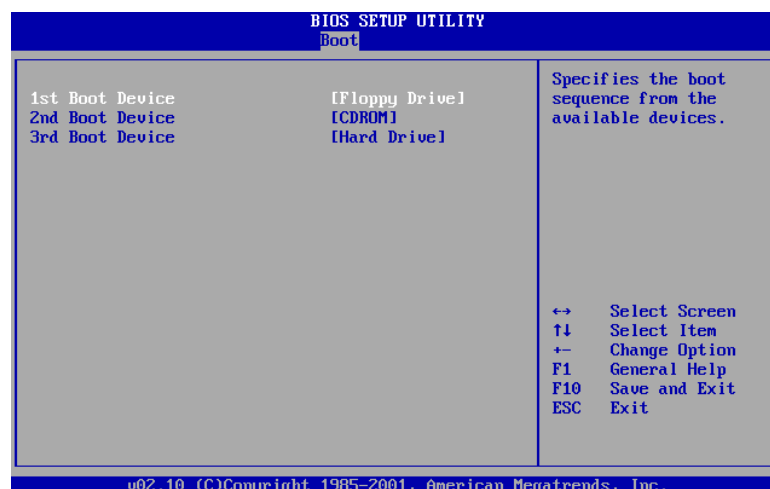 BIOS SETUP UTILITY
Boot
1st Boot Device [Floppy Drive]
2nd Boot Device [CDROM]
3rd Boot Device [Hard Drive]
Specifies the boot
sequence from the
available devices.
↔ Select Screen
↑↓ Select Item
+- Change Option
F1 General Help
F10 Save and Exit
ESC Exit
v02.10 (C)Copyright 1985-2001, American Megatrends, Inc.